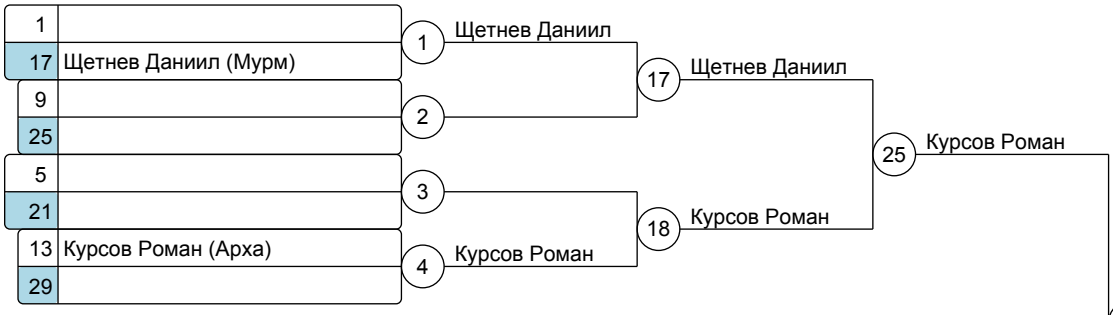 1
17 Щетнев Даниил (Мурм)
9
25
5
21
13 Курсов Роман (Арха)
29
1
2
3
4
Щетнев Даниил
Курсов Роман
17
18
Щетнев Даниил
Курсов Роман
25
Курсов Роман